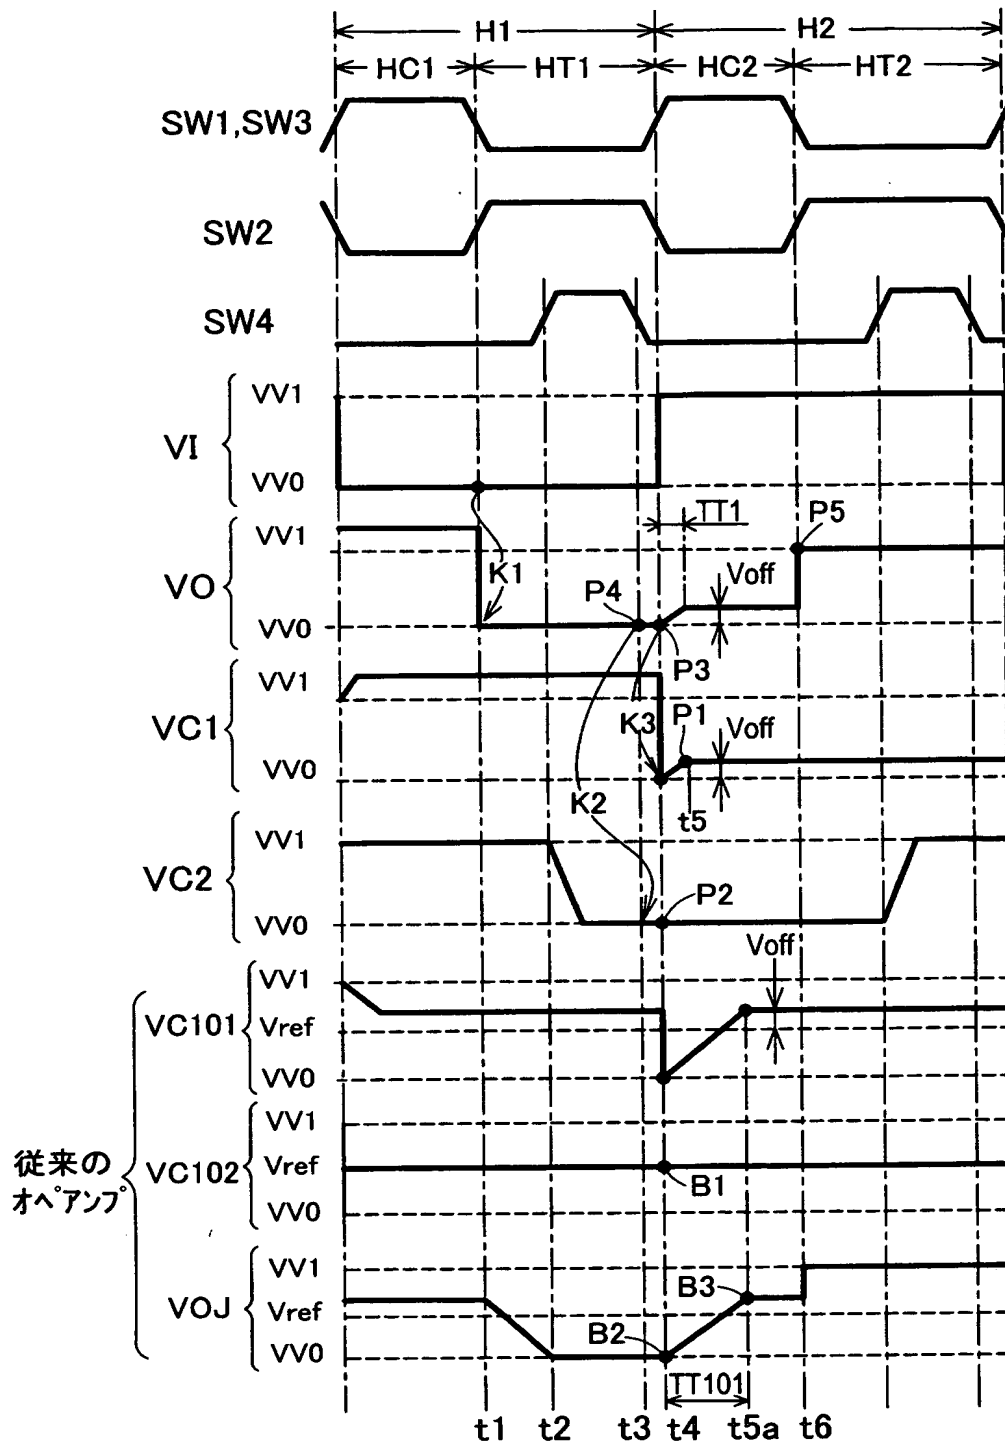 H1 H2
HC1 HT1 HC2 HT2
SW1,SW3
SW2
SW4
VI
VV1
VV0
TT1
P5
VO
VV1
K1
P4
Voff
VV0
P3
VC1
VV1
K3
P1
Voff
VV0
K2
t5
VC2
VV1
P2
VV0
Voff
従来の
オペアンプ
VC101
VV1
Vref
VV0
VC102
VV1
Vref
B1
VV0
VOJ
VV1
B3
Vref
B2
VV0
TT101
t1 t2 t3 t4 t5a t6